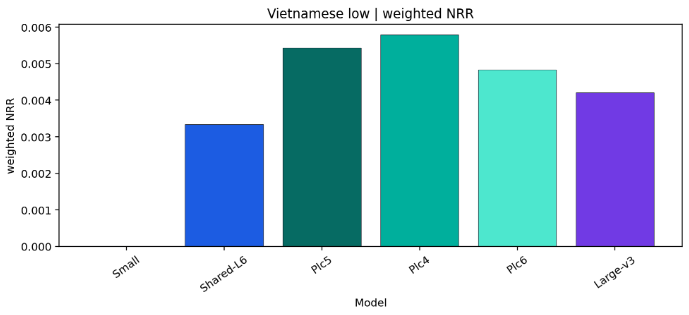 Vietnamese low | weighted NRR
weighted NRR
0.006
0.005
0.004
0.003
0.002
0.001
0.000
Small
Shared-L6
Plc5
Plc4
Plc6
Large-v3
Model